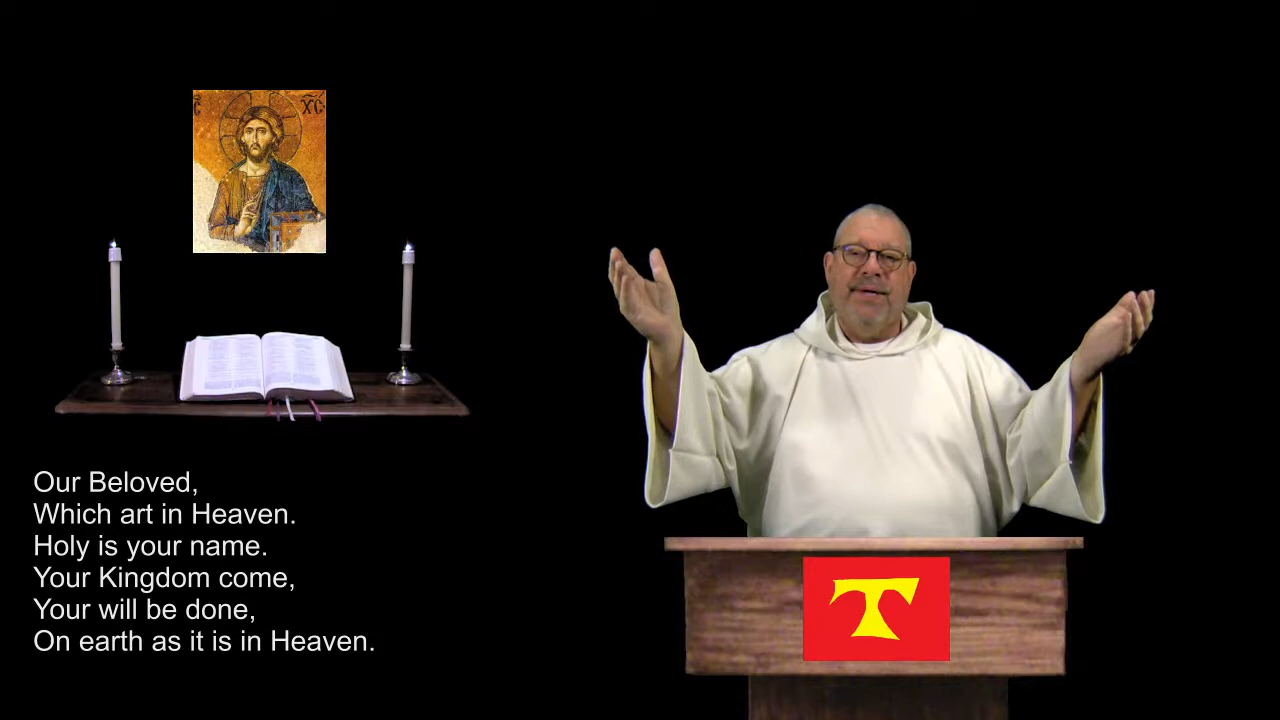 XC
Our Beloved,
Which art in Heaven.
Holy is your name.
Your Kingdom come,
Your will be done,
On earth as it is in Heaven.
T